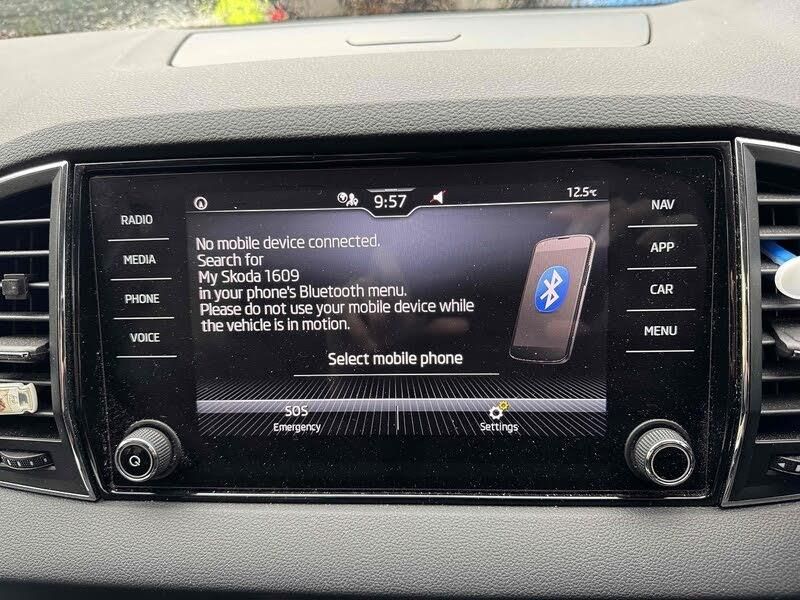 9:57
12.5°C
RADIO
MEDIA
PHONE
VOICE
No mobile device connected.
Search for
My Skoda 1609
in your phone's Bluetooth menu.
Please do not use your mobile device while
the vehicle is in motion.
Select mobile phone
SOS
Emergency
Settings
NAV
APP
CAR
MENU